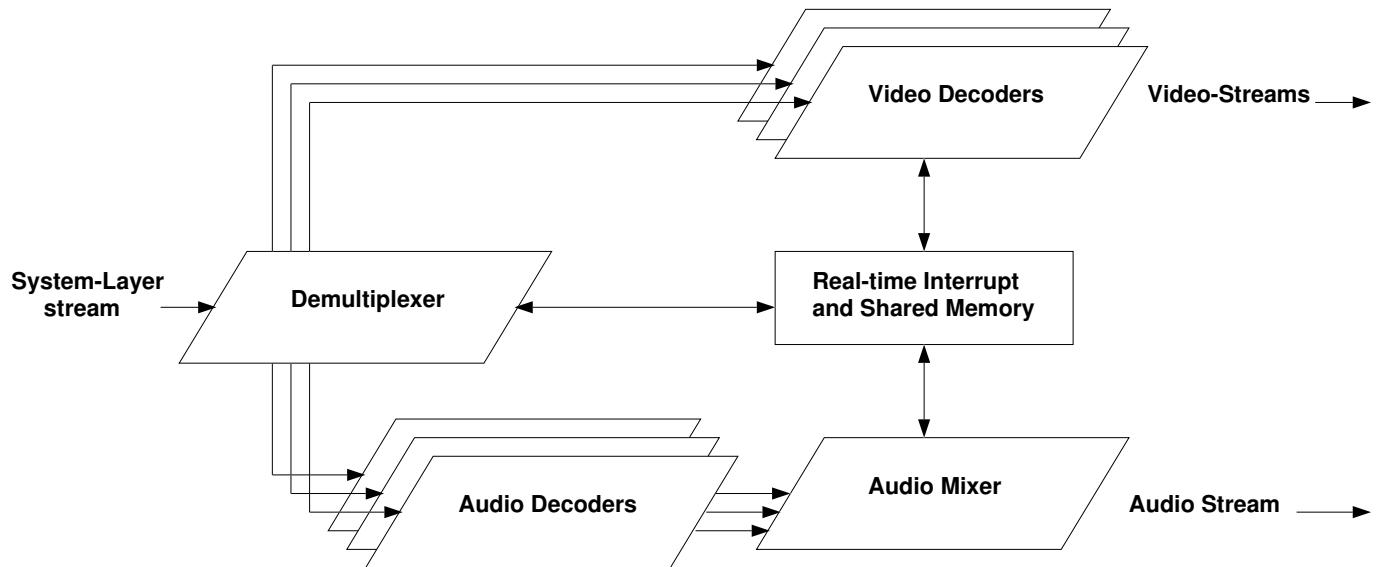 Video Decoders
Video-Streams
System-Layer
stream
Demultiplexer
Real-time Interrupt
and Shared Memory
Audio Decoders
Audio Mixer
Audio Stream